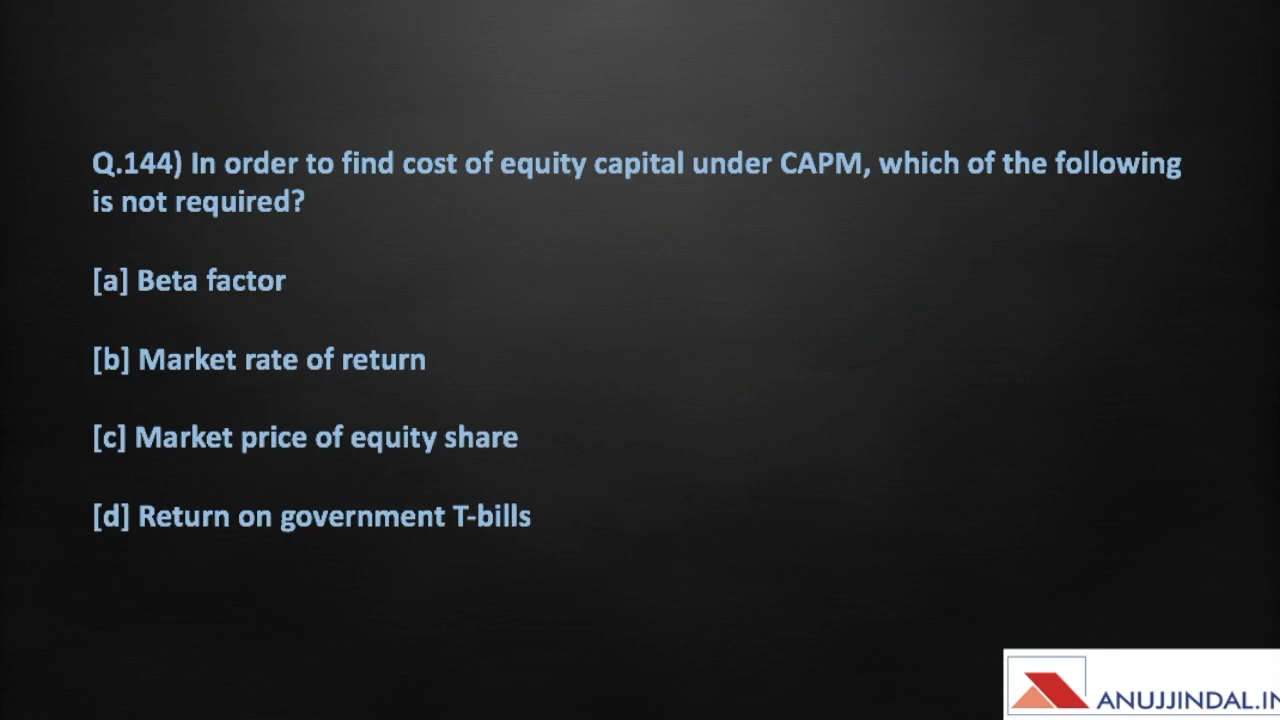 Q.144) In order to find cost of equity capital under CAPM, which of the following
is not required?
[a] Beta factor
[b] Market rate of return
[c] Market price of equity share
[d] Return on government T-bills
ANUJJINDAL.IN